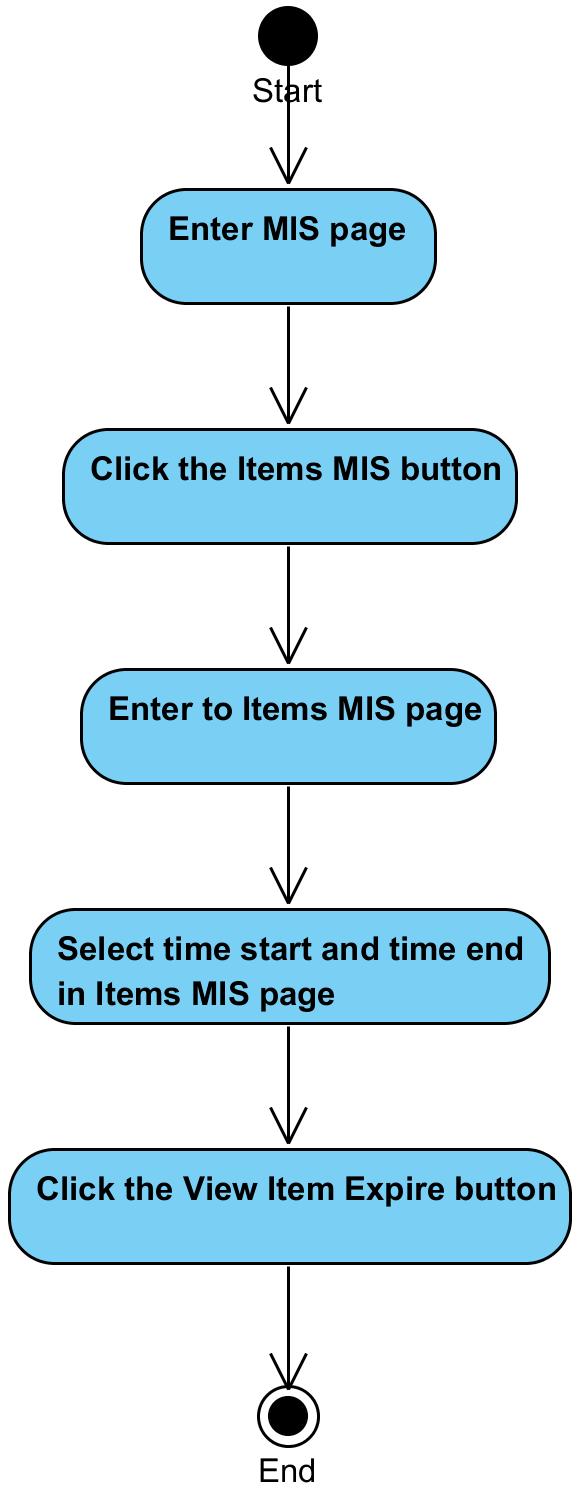 Start
Enter MIS page
Click the Items MIS button
Enter to Items MIS page
Select time start and time end
in Items MIS page
Click the View Item Expire button
End